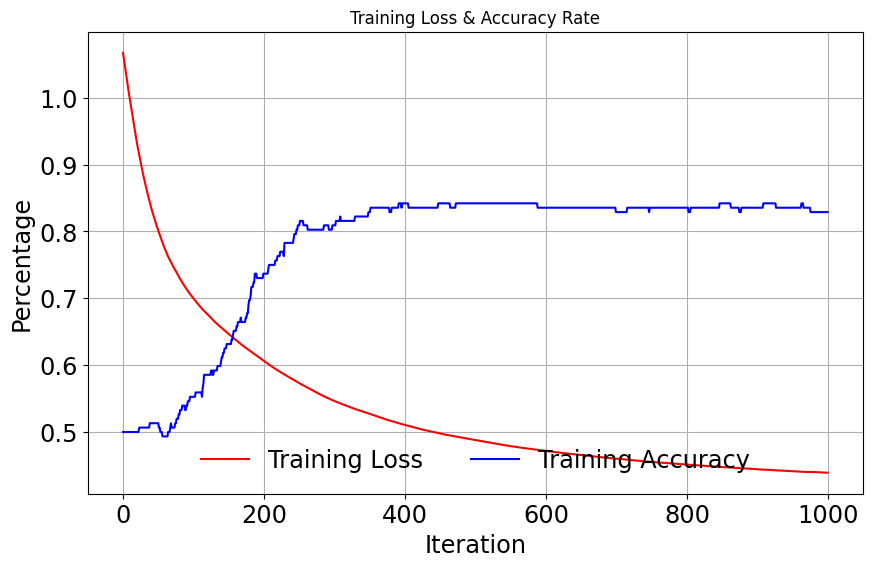 Training Loss & Accuracy Rate
Percentage
1.0
0.9
0.8
0.7
0.6
0.5
Training Loss Training Accuracy
0 200 400 600 800 1000
Iteration